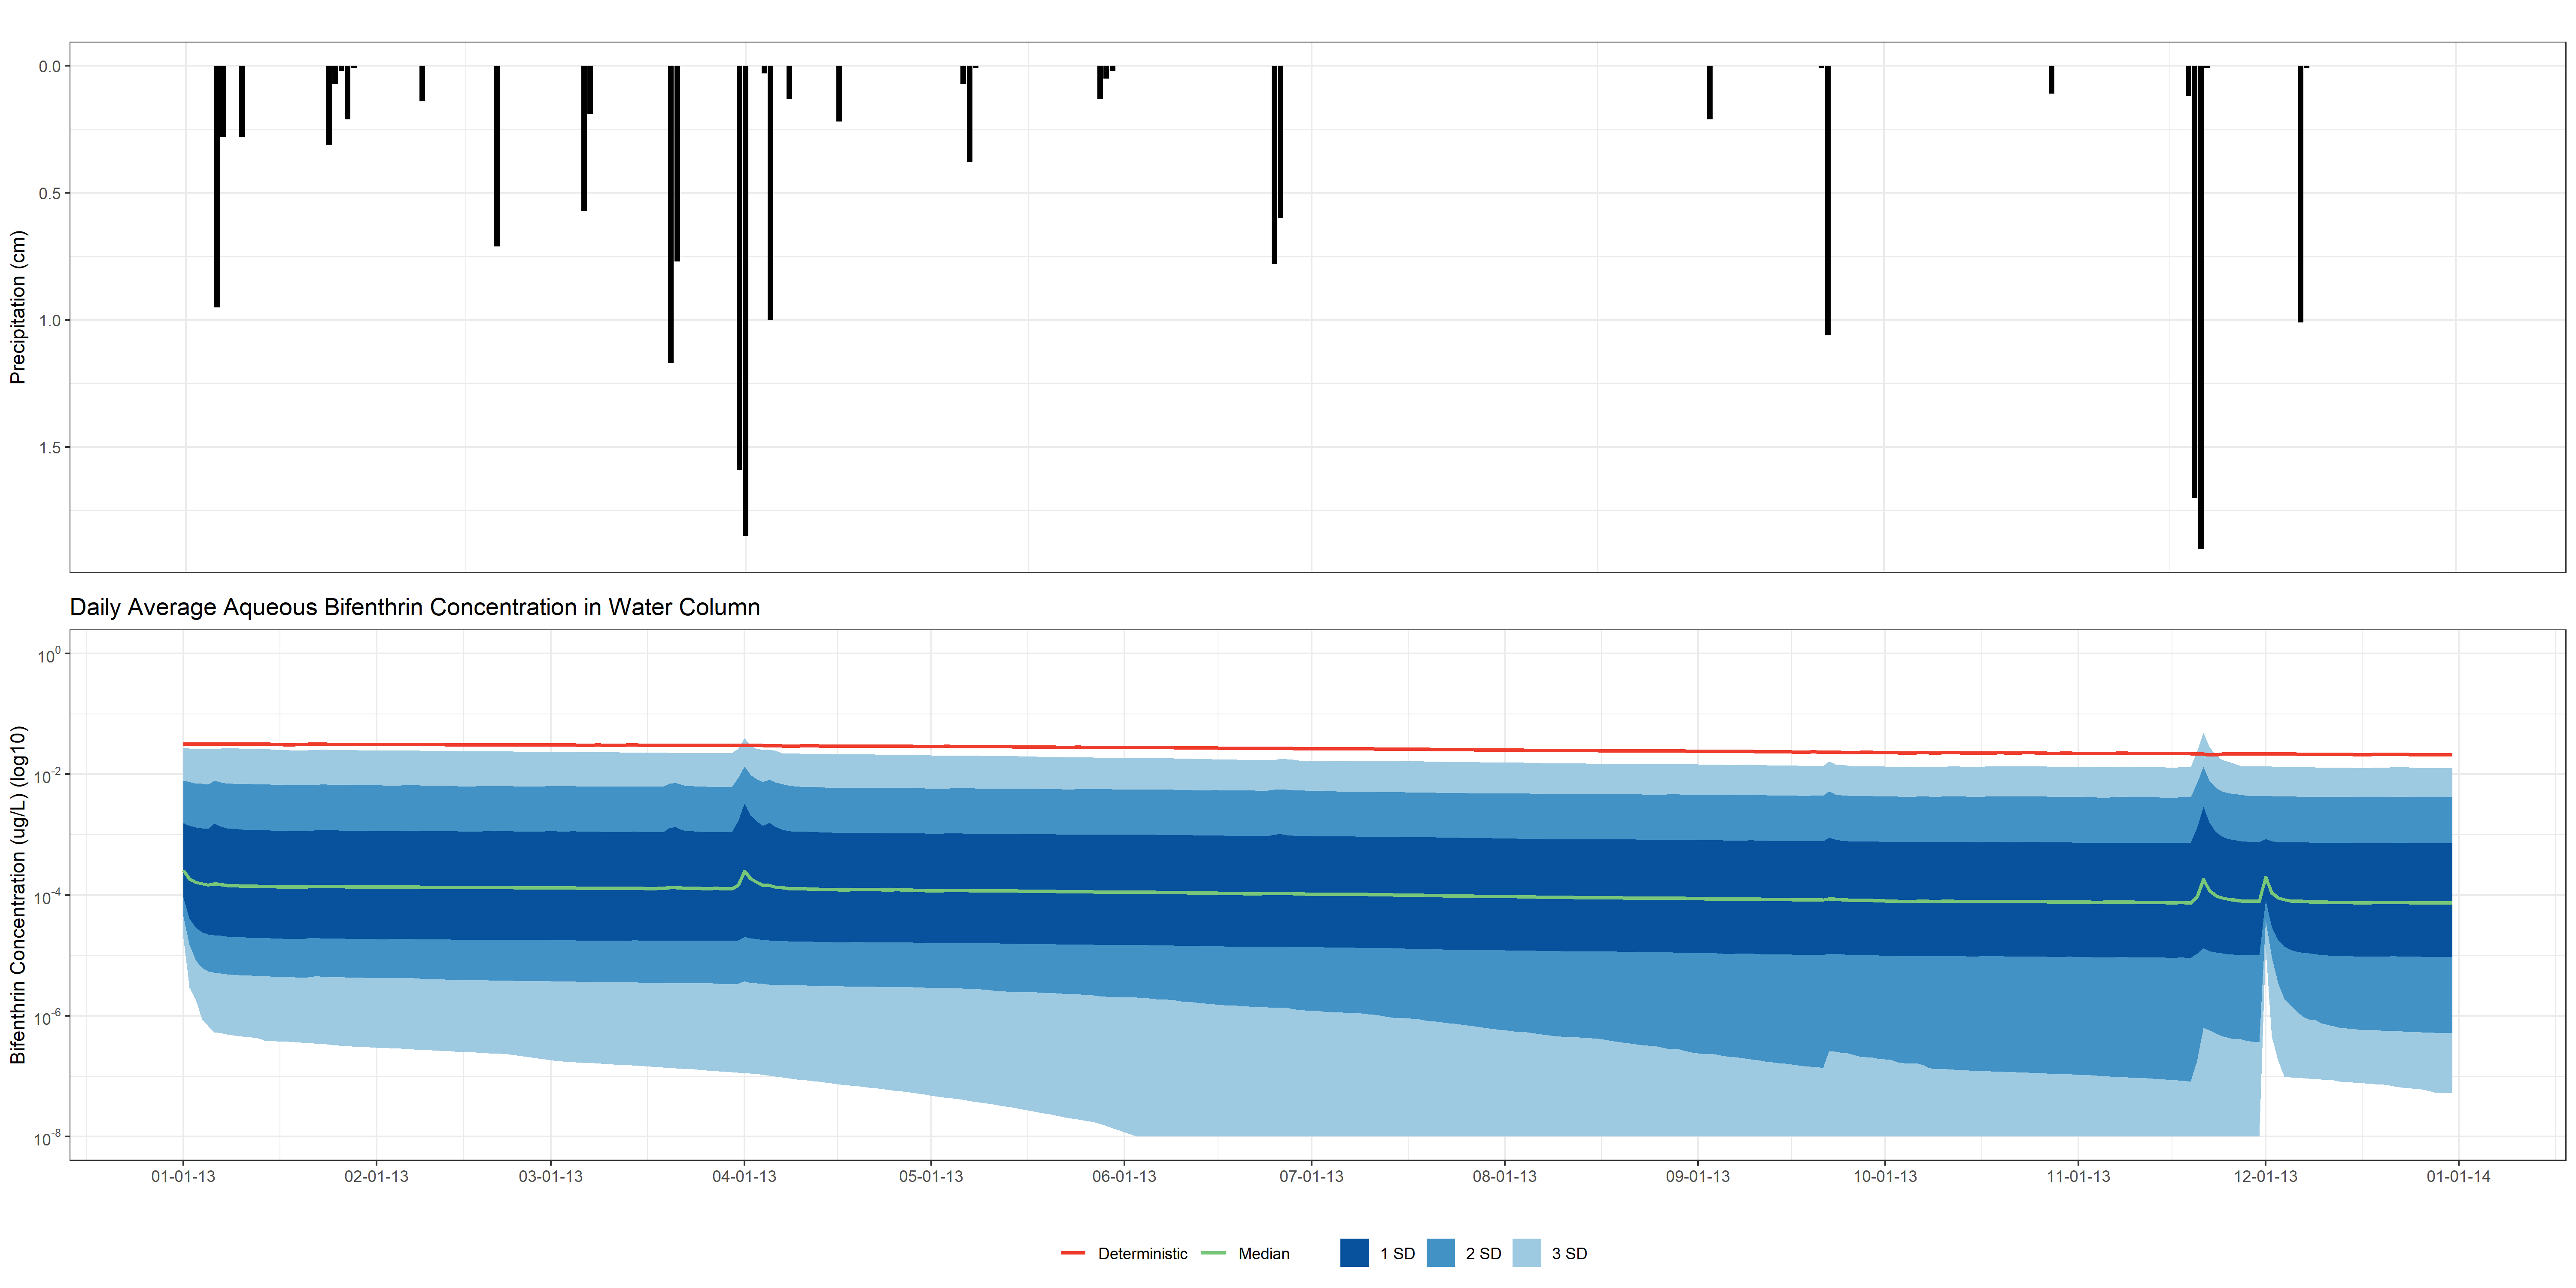 Precipitation (cm)
0.0
0.5
1.0
1.5
Daily Average Aqueous Bifenthrin Concentration in Water Column
Bifenthrin Concentration (ug/L) (log10)
10^0
10^-2
10^-4
10^-6
10^-8
01-01-13 02-01-13 03-01-13 04-01-13 05-01-13 06-01-13 07-01-13 08-01-13 09-01-13 10-01-13 11-01-13 12-01-13 01-01-14
Deterministic Median 1 SD 2 SD 3 SD